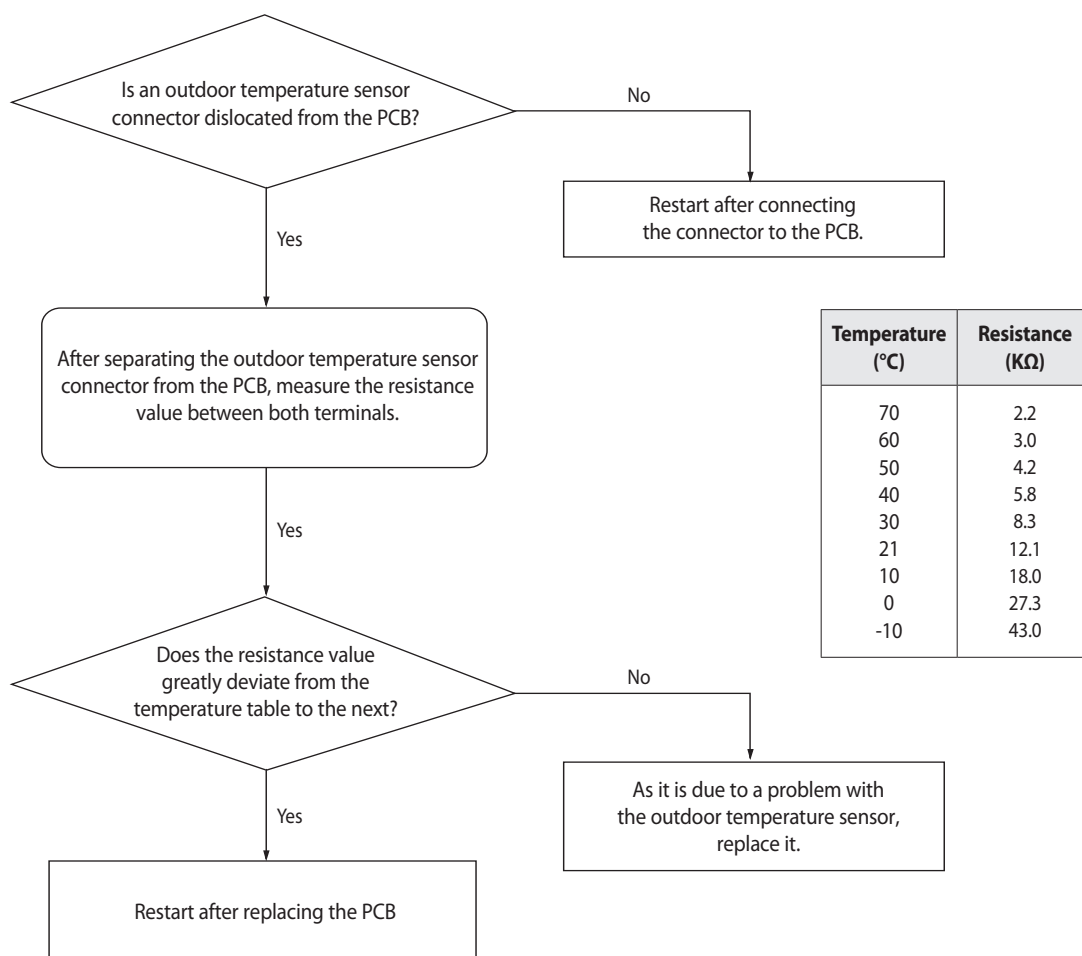 Is an outdoor temperature sensor
connector dislocated from the PCB?
No
Restart after connecting
the connector to the PCB.
Yes
After separating the outdoor temperature sensor
connector from the PCB, measure the resistance
value between both terminals.
Yes
Does the resistance value
greatly deviate from the
temperature table to the next?
No
As it is due to a problem with
the outdoor temperature sensor,
replace it.
Yes
Restart after replacing the PCB
Temperature Resistance
(°C) (KΩ)
70 2.2
60 3.0
50 4.2
40 5.8
30 8.3
21 12.1
10 18.0
0 27.3
-10 43.0